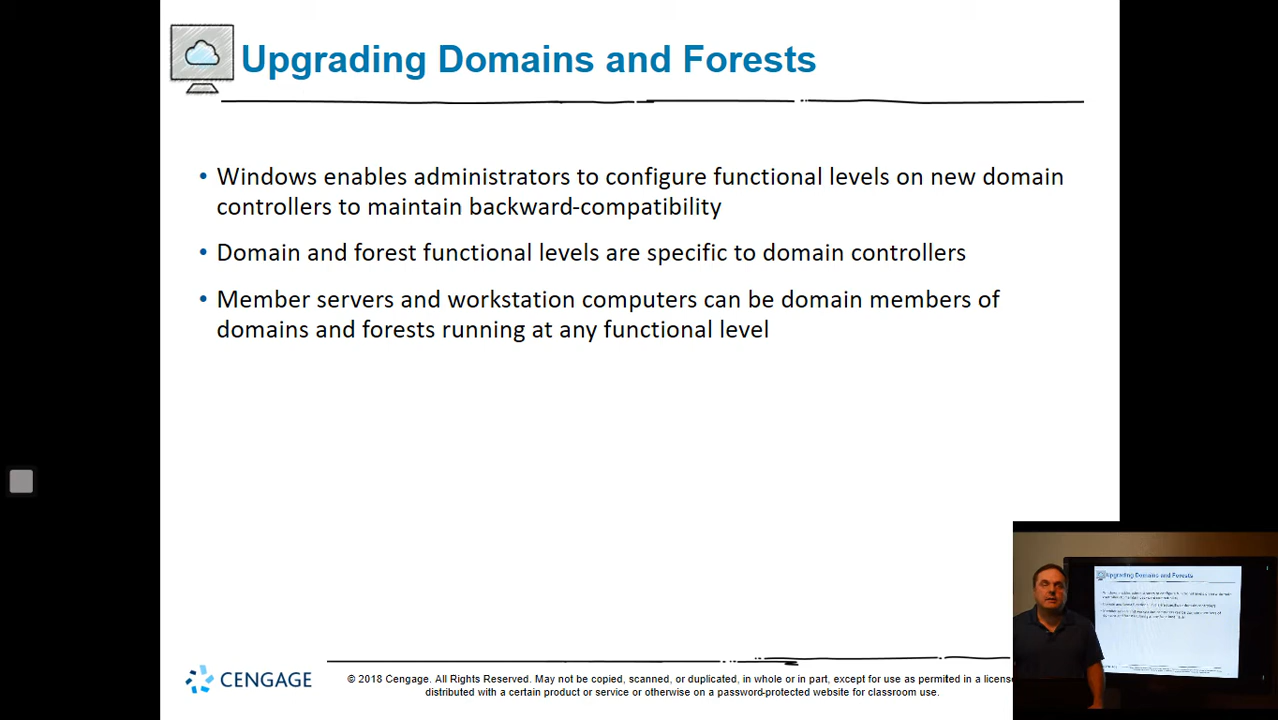 Upgrading Domains and Forests
• Windows enables administrators to configure functional levels on new domain
controllers to maintain backward-compatibility
• Domain and forest functional levels are specific to domain controllers
• Member servers and workstation computers can be domain members of
domains and forests running at any functional level
CENGAGE
© 2018 Cengage. All Rights Reserved. May not be copied, scanned, or duplicated, in whole or in part, except for use as permitted in a license
distributed with a certain product or service or otherwise on a password-protected website for classroom use.
Upgrading Domains and Forests